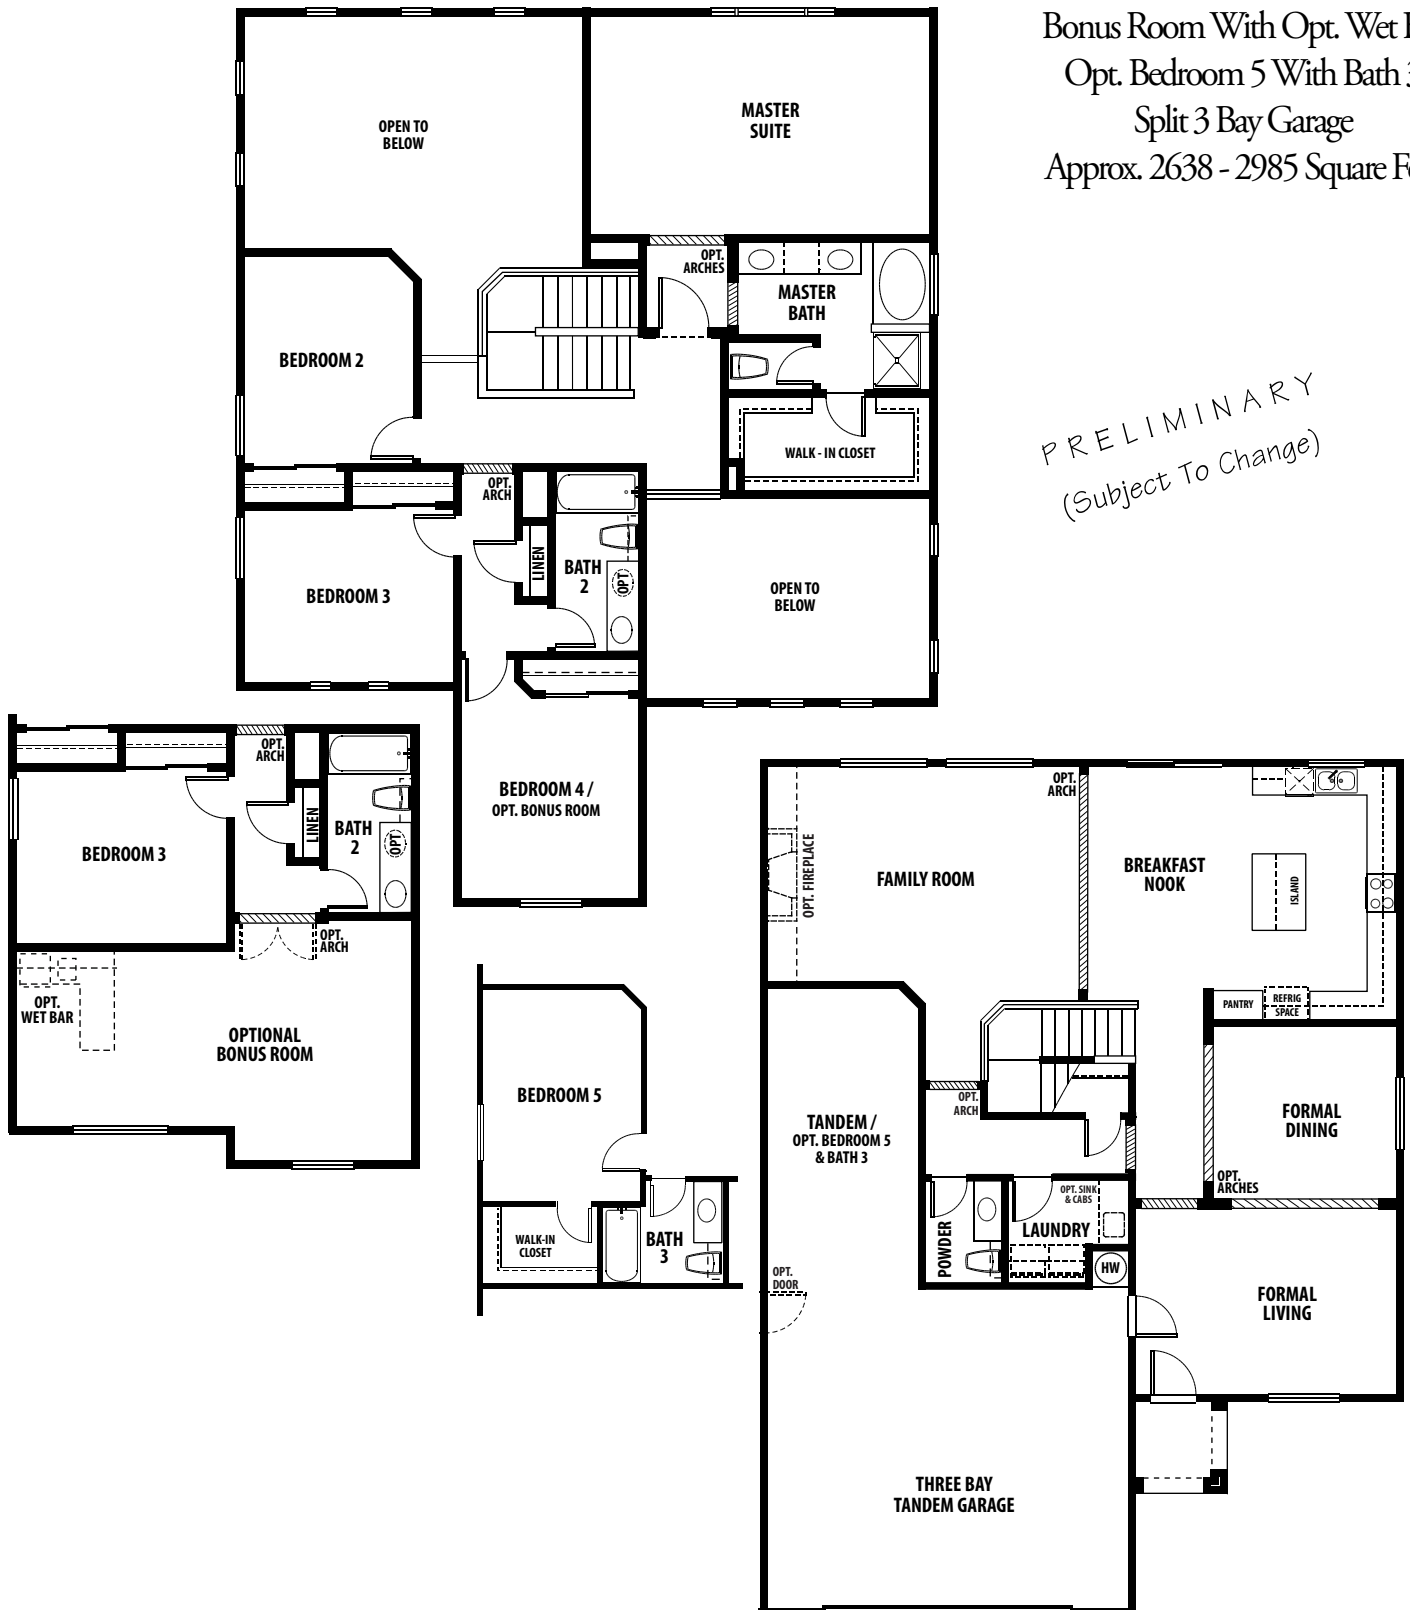 Bonus Room With Opt. Wet
Opt. Bedroom 5 With Bath
Split 3 Bay Garage
Approx. 2638 - 2985 Square
PRELIMINARY
(Subject To Change)
OPEN TO
BELOW
MASTER
SUITE
OPT.
ARCHES
MASTER
BATH
BEDROOM 2
WALK - IN CLOSET
OPT.
ARCH
LINEN
BATH
2
OPT
BEDROOM 3
OPEN TO
BELOW
BEDROOM 4 /
OPT. BONUS ROOM
OPT.
ARCH
LINEN
BATH
2
OPT
BEDROOM 3
OPT.
ARCH
OPT.
WET BAR
OPTIONAL
BONUS ROOM
BEDROOM 5
WALK-IN
CLOSET
BATH
3
OPT.
ARCH
OPT. FIREPLACE
FAMILY ROOM
BREAKFAST
NOOK
ISLAND
PANTRY
REFRIG
SPACE
OPT.
ARCH
TANDEM /
OPT. BEDROOM 5
& BATH 3
FORMAL
DINING
OPT.
ARCHES
OPT. SINK
& CABS
POWDER
LAUNDRY
HW
OPT.
DOOR
FORMAL
LIVING
THREE BAY
TANDEM GARAGE